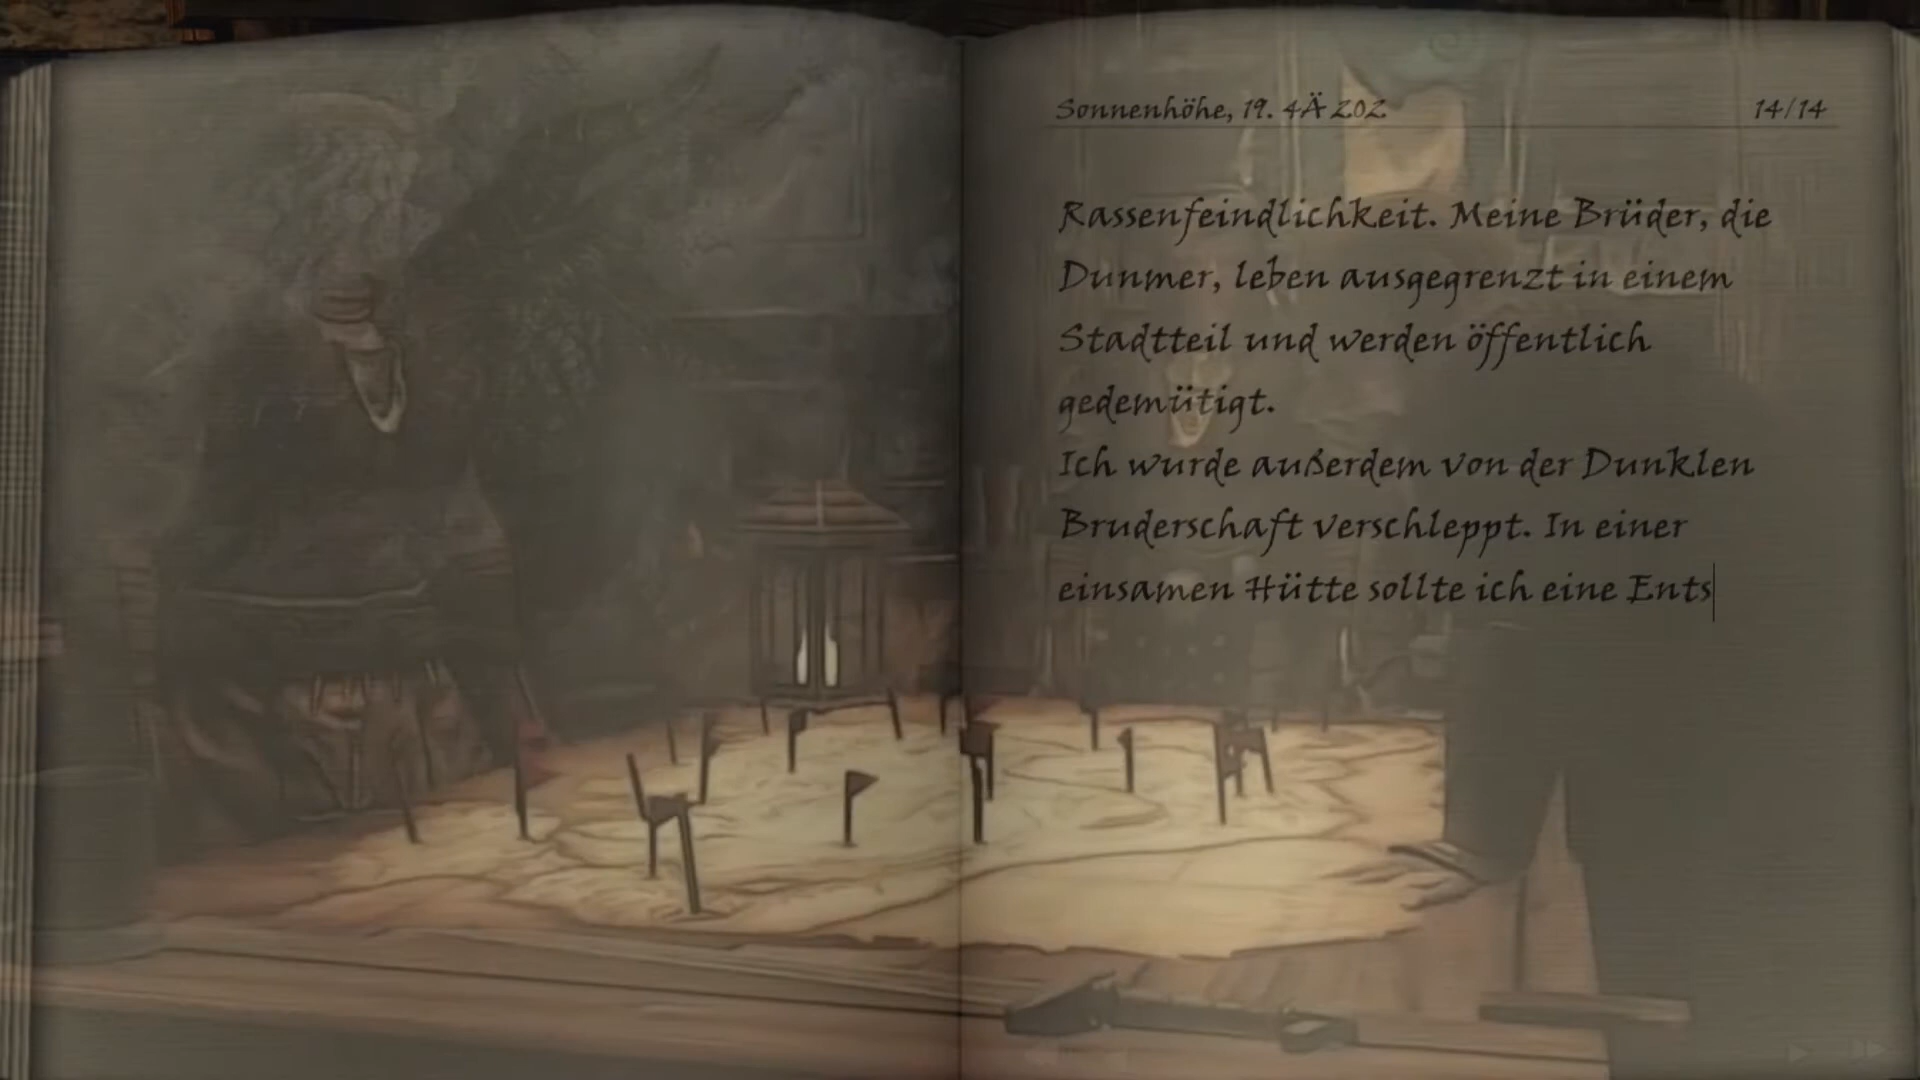 Sonnenhöhe, 19. 4Ä 202
14/14
Rassenfeindlichkeit. Meine Brüder, die
Dunmer, leben ausgegrenzt in einem
Stadtteil und werden öffentlich
gedemütigt.
Ich wurde außerdem von der Dunklen
Bruderschaft verschleppt. In einer
einsamen Hütte sollte ich eine Ents